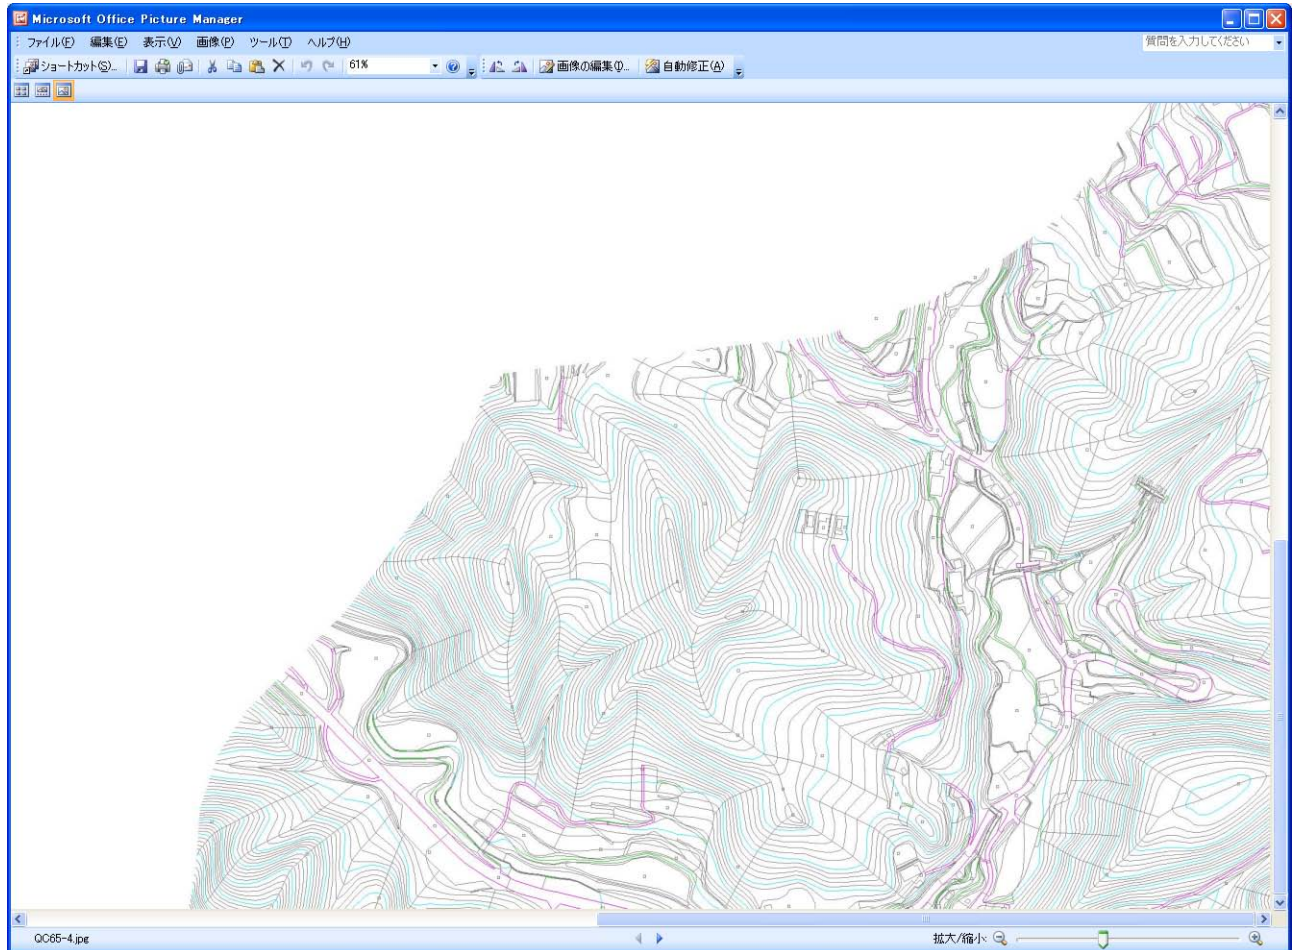 Microsoft Office Picture Manager
ファイル(F) 編集(E) 表示(V) 画像(P) ツール(T) ヘルプ(H) 質問を入力してください
ショートカット(S)... 61% 画像の編集(I)... 自動修正(A)
QC65-4.jpg 拡大/縮小: